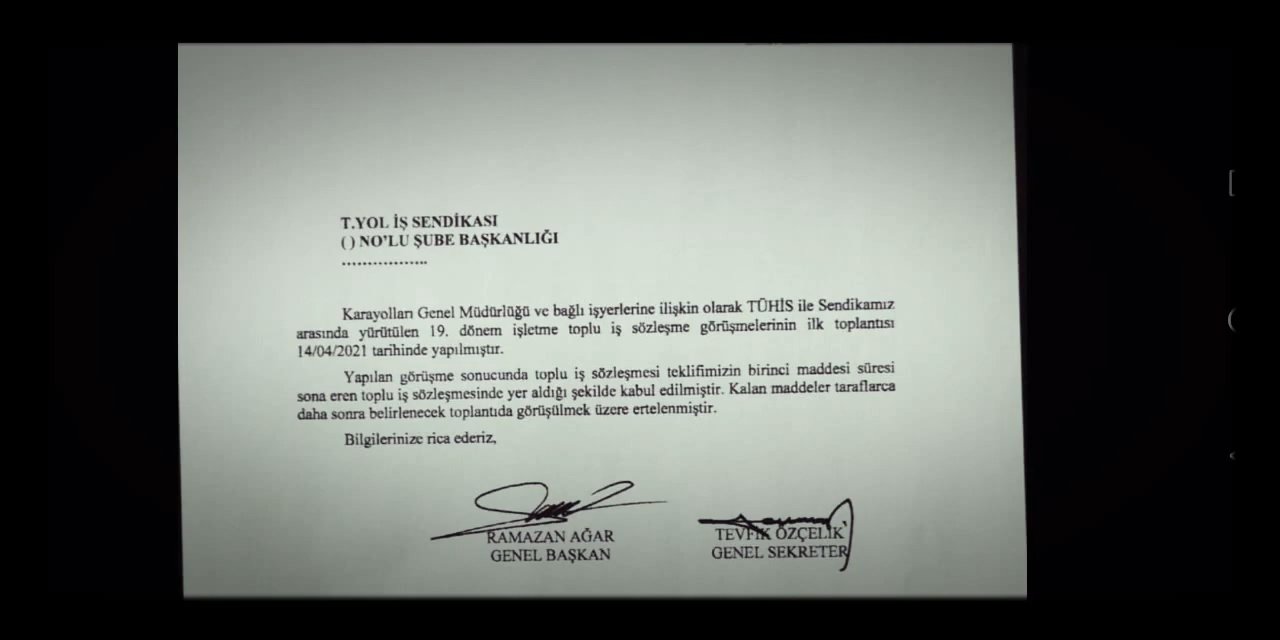 T.YOL İŞ SENDİKASI
( ) NO'LU ŞUBE BAŞKANLIĞI
.................
Karayolları Genel Müdürlüğü ve bağlı işyerlerine ilişkin olarak TÜHİS ile Sendikamız
arasında yürütülen 19. dönem işletme toplu iş sözleşme görüşmelerinin ilk toplantısı
14/04/2021 tarihinde yapılmıştır.
Yapılan görüşme sonucunda toplu iş sözleşmesi teklifimizin birinci maddesi süresi
sona eren toplu iş sözleşmesinde yer aldığı şekilde kabul edilmiştir. Kalan maddeler taraflarca
daha sonra belirlenecek toplantıda görüşülmek üzere ertelenmiştir.
Bilgilerinize rica ederiz,
RAMAZAN AĞAR
GENEL BAŞKAN
TEVFİK ÖZÇELİK
GENEL SEKRETER